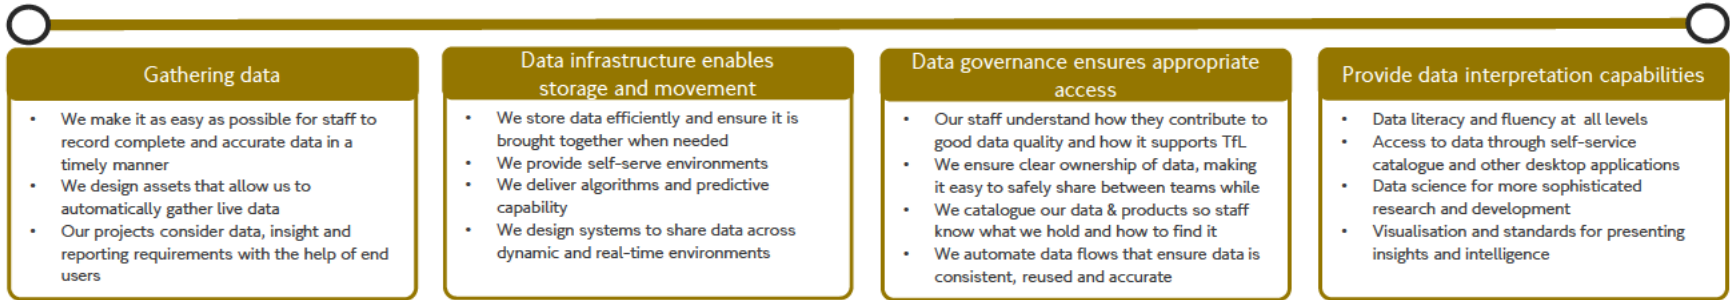 Gathering data
• We make it as easy as possible for staff to
record complete and accurate data in a
timely manner
• We design assets that allow us to
automatically gather live data
• Our projects consider data, insight and
reporting requirements with the help of end
users
Data infrastructure enables
storage and movement
• We store data efficiently and ensure it is
brought together when needed
• We provide self-serve environments
• We deliver algorithms and predictive
capability
• We design systems to share data across
dynamic and real-time environments
Data governance ensures appropriate
access
• Our staff understand how they contribute to
good data quality and how it supports TfL
• We ensure clear ownership of data, making
it easy to safely share between teams while
• We catalogue our data & products so staff
know what we hold and how to find it
• We automate data flows that ensure data is
consistent, reused and accurate
Provide data interpretation capabilities
• Data literacy and fluency at all levels
• Access to data through self-service
catalogue and other desktop applications
• Data science for more sophisticated
research and development
• Visualisation and standards for presenting
insights and intelligence